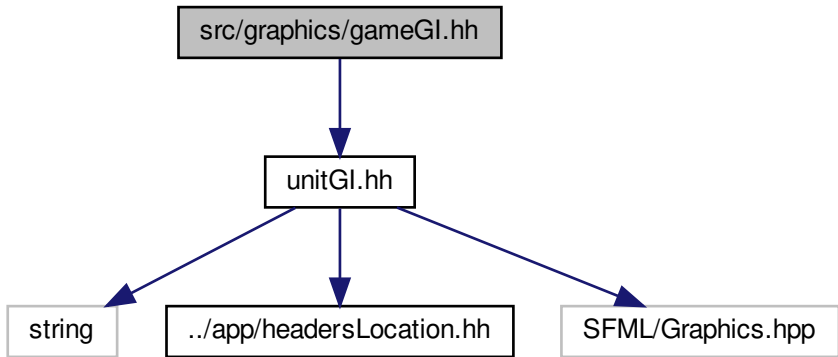 src/graphics/gameGI.hh
unitGI.hh
string
../app/headersLocation.hh
SFML/Graphics.hpp